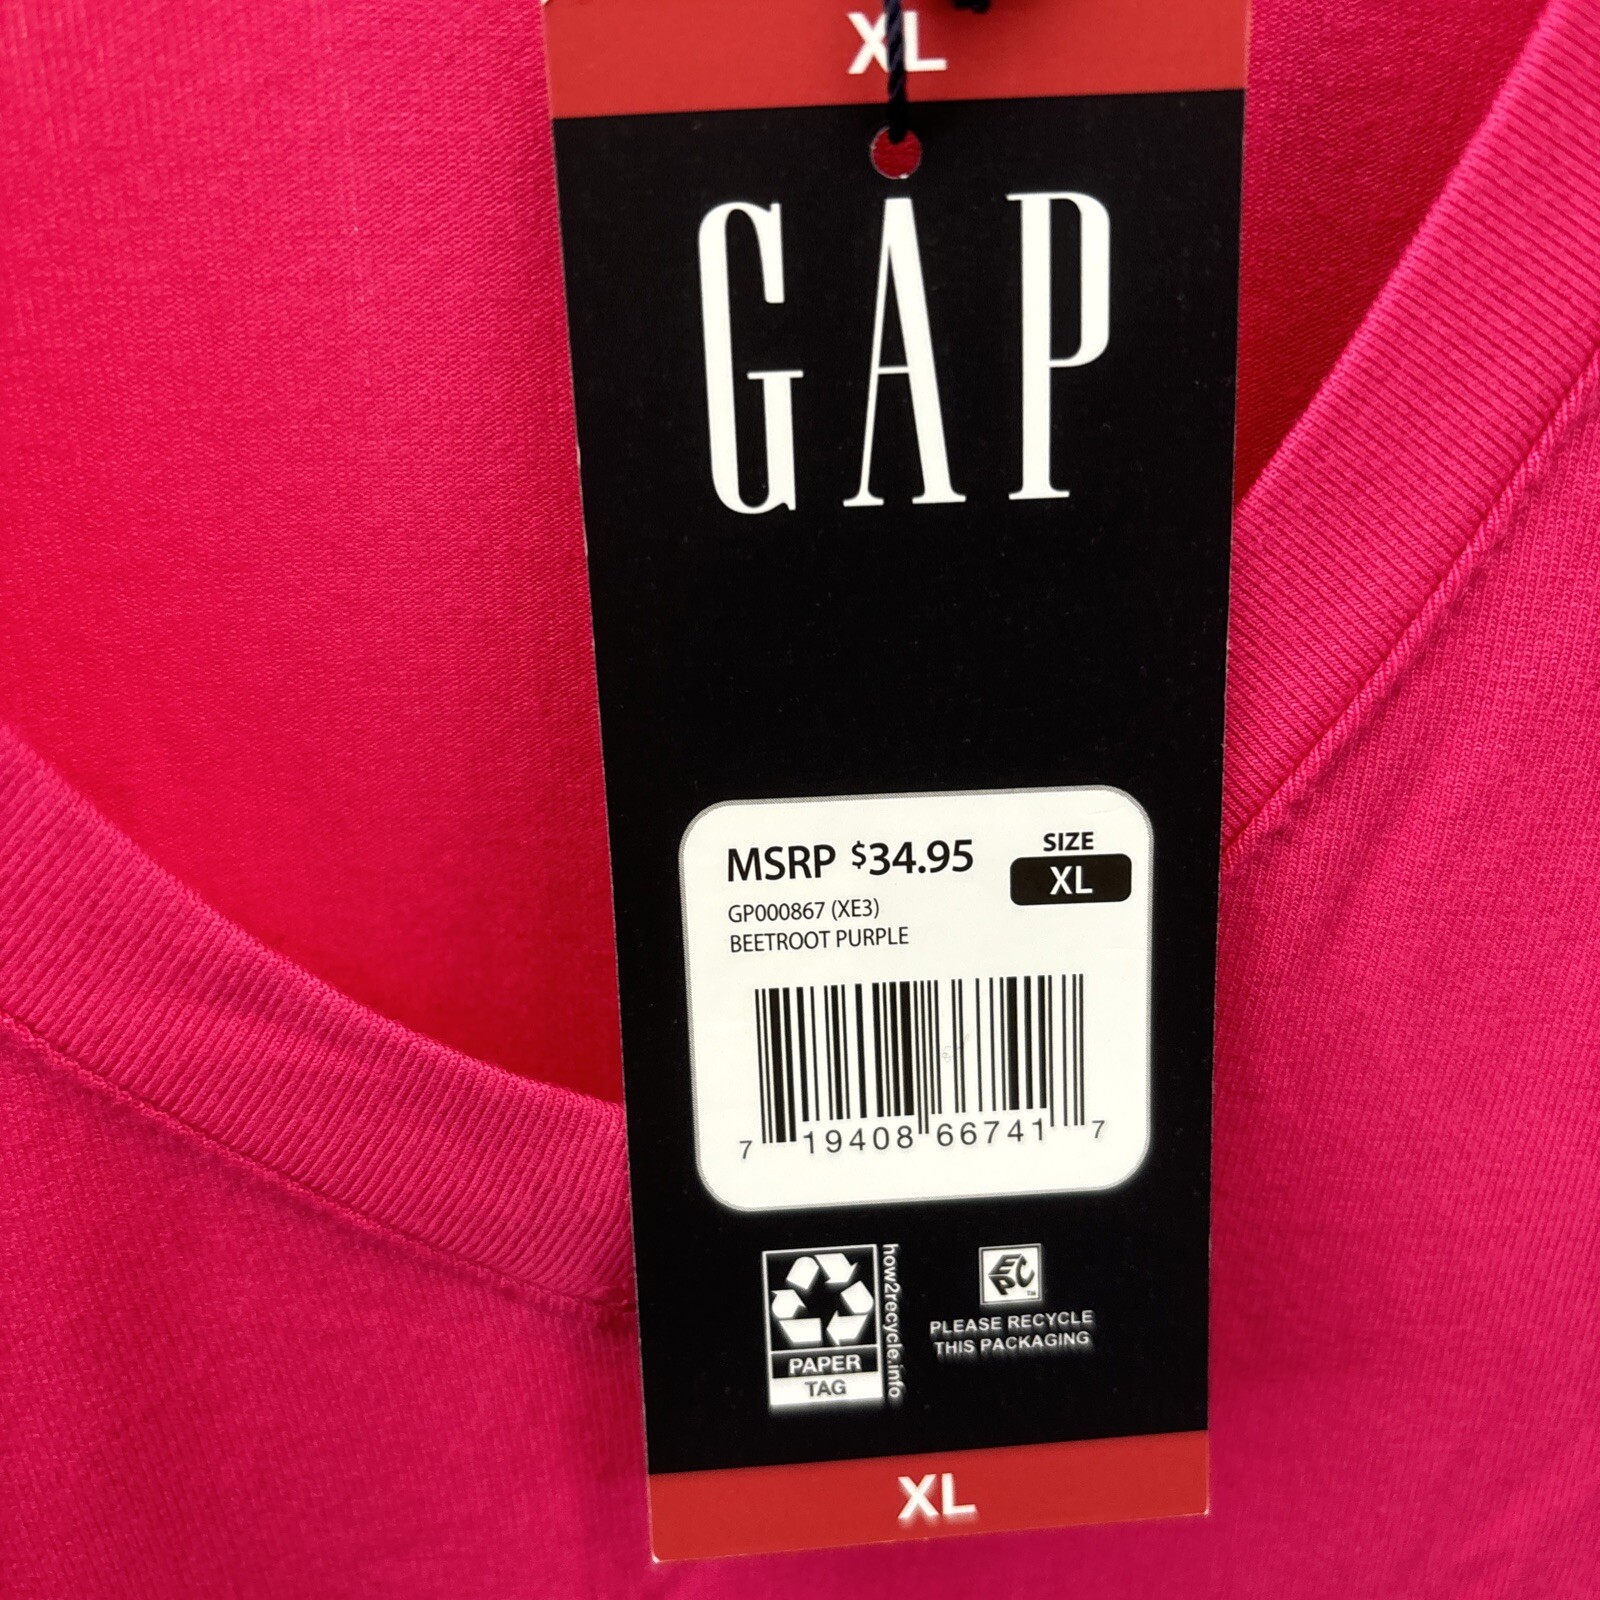 XL
GAP
MSRP $34.95
SIZE
XL
GP000867 (XE3)
BEETROOT PURPLE
7 19408 66741 7
how2recycle.info
PAPER
TAG
EPC
PLEASE RECYCLE
THIS PACKAGING
XL